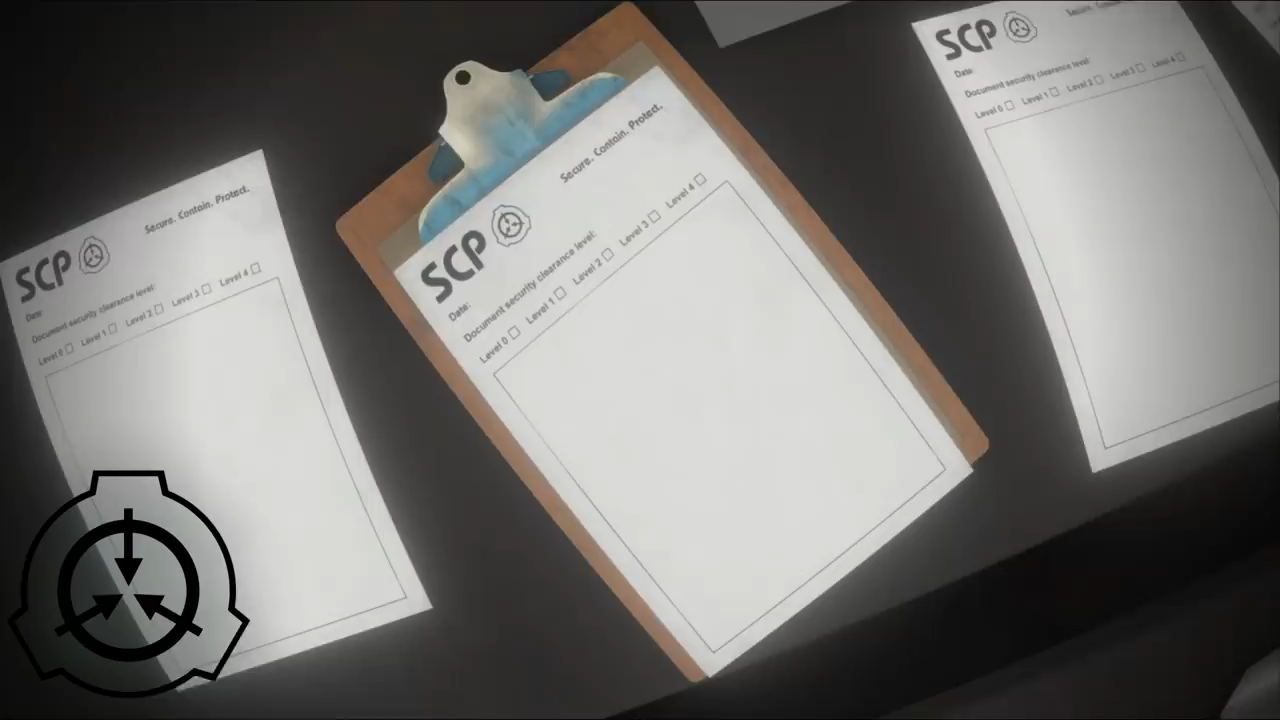 Secure. Contain. Protect.
SCP
Date:
Document security clearance level:
Level 0 Level 1 Level 2 Level 3 Level 4
Secure. Contain. Protect.
SCP
Date:
Document security clearance level:
Level 0 Level 1 Level 2 Level 3 Level 4
SCP
Date:
Document security clearance level:
Level 0 Level 1 Level 2 Level 3 Level 4